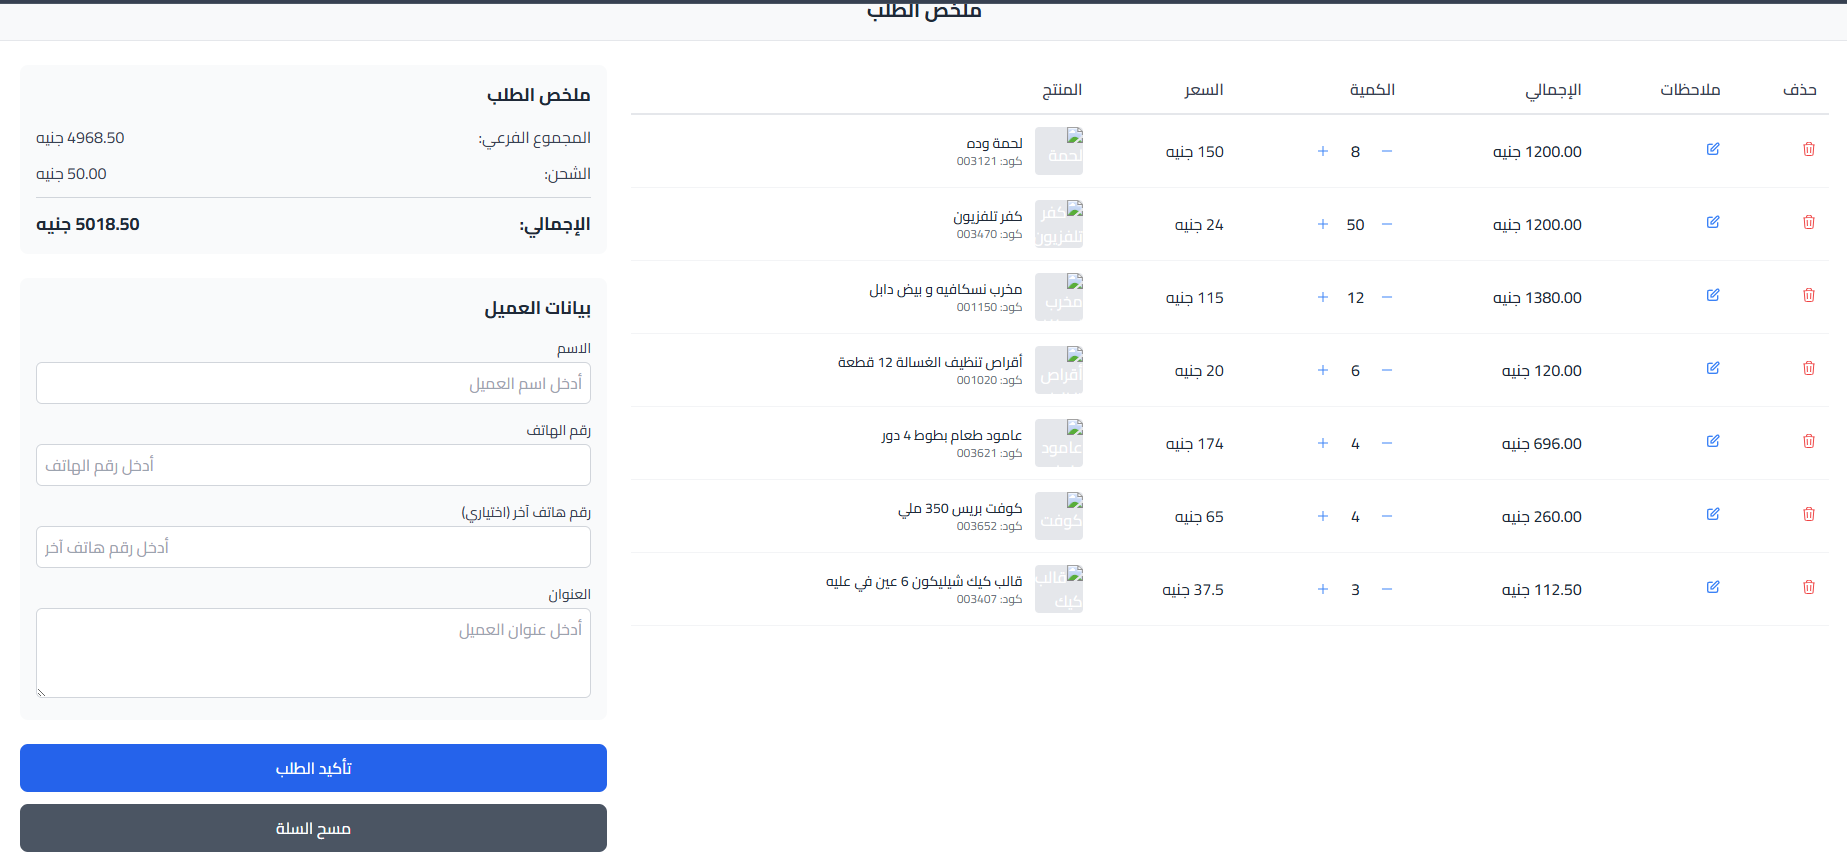 ملخص الطلب
حذف ملاحظات الإجمالي الكمية السعر المنتج
1200.00 جنيه − 8 + 150 جنيه لحمة لحمة وده
كود: 003121
1200.00 جنيه − 50 + 24 جنيه كفر تلفزيون كفر تلفزيون
كود: 003470
1380.00 جنيه − 12 + 115 جنيه مخرب مخرب نسكافيه و بيض دابل
كود: 001150
120.00 جنيه − 6 + 20 جنيه أقراص أقراص تنظيف الغسالة 12 قطعة
كود: 001020
696.00 جنيه − 4 + 174 جنيه عامود عامود طعام بطوط 4 دور
كود: 003621
260.00 جنيه − 4 + 65 جنيه كوفت كوفت بريس 350 ملي
كود: 003652
112.50 جنيه − 3 + 37.5 جنيه قالب كيك قالب كيك شيليكون 6 عين في عليه
كود: 003407
ملخص الطلب
المجموع الفرعي: 4968.50 جنيه
الشحن: 50.00 جنيه
الإجمالي: 5018.50 جنيه
بيانات العميل
الاسم
أدخل اسم العميل
رقم الهاتف
أدخل رقم الهاتف
رقم هاتف آخر (اختياري)
أدخل رقم هاتف آخر
العنوان
أدخل عنوان العميل
تأكيد الطلب
مسح السلة